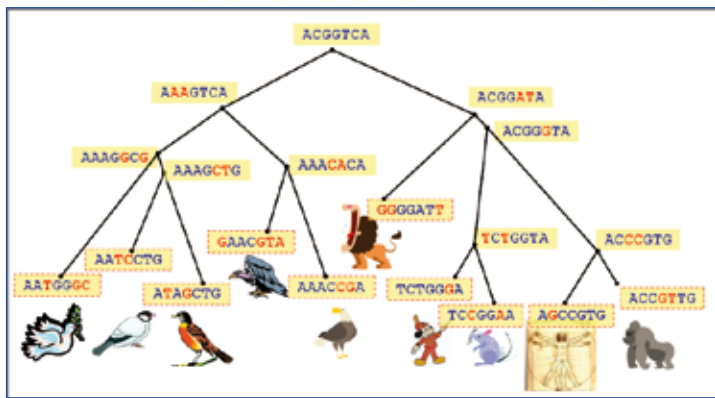 ACGGTCA
AAAGTCA
ACGGATA
ACGGGTA
AAAGGCG
AAAGCTG
AAACACA
GGGGATT
TCTGGTA
ACCCGTG
GAACGTA
AATCCTG
AATGGGC
ATAGCTG
AAACCGA
TCTGGGA
TCCGGAA
AGCCGTG
ACCGTTG